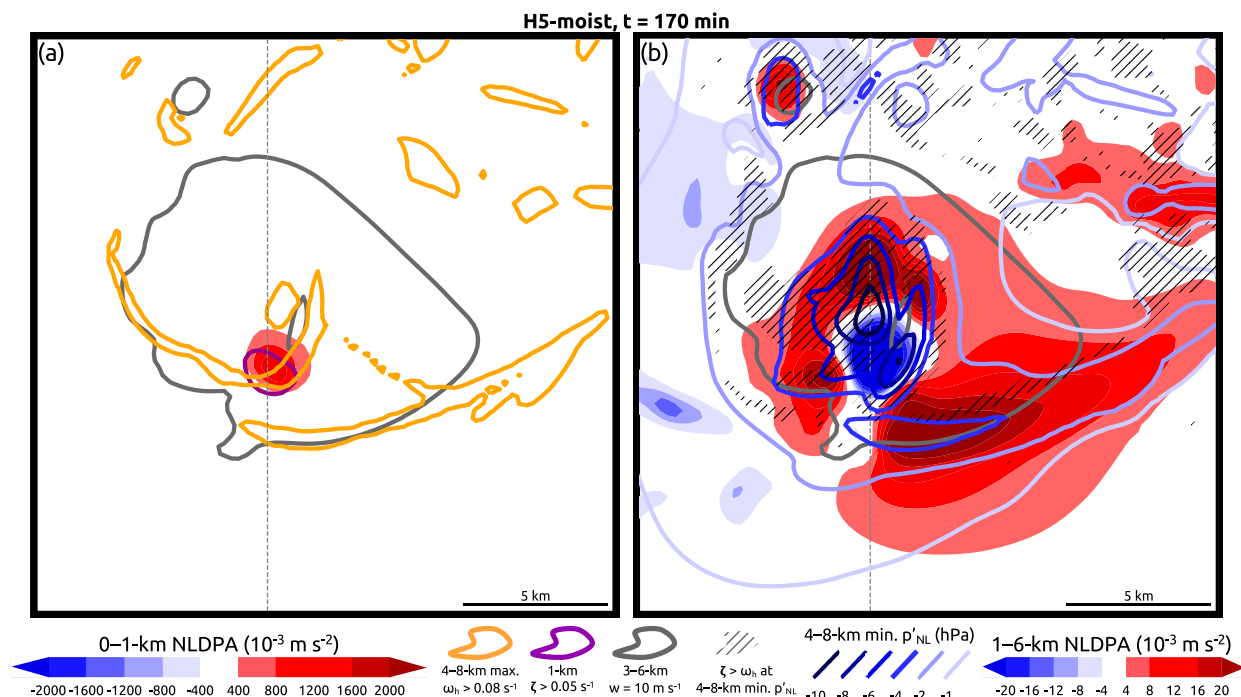 H5-moist, t = 170 min
(a)
(b)
5 km
5 km
0–1-km NLDPA (10⁻³ m s⁻²)
-2000 -1600 -1200 -800 -400 400 800 1200 1600 2000
4–8-km max.
ωₕ > 0.08 s⁻¹
1-km
ζ > 0.05 s⁻¹
3–6-km
w = 10 m s⁻¹
ζ > ωₕ at
4–8-km min. p'NL
4–8-km min. p'NL (hPa)
-10 -8 -6 -4 -2 -1
1–6-km NLDPA (10⁻³ m s⁻²)
-20 -16 -12 -8 -4 4 8 12 16 20